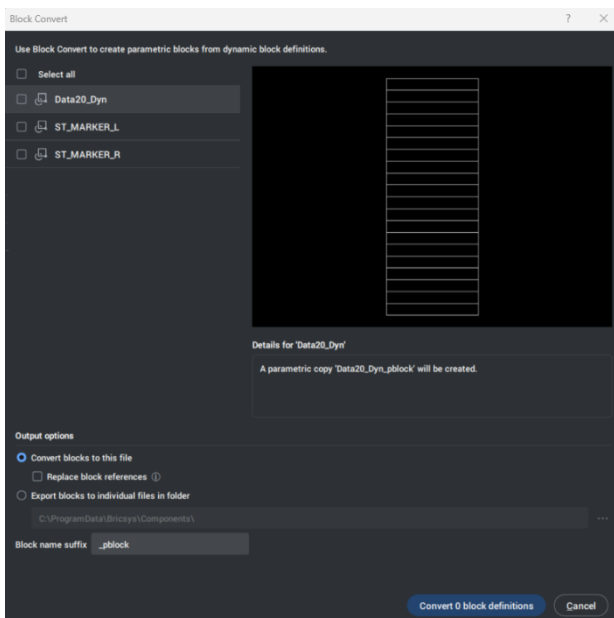 Block Convert
Use Block Convert to create parametric blocks from dynamic block definitions.
Select all
Data20_Dyn
ST_MARKER_L
ST_MARKER_R
Details for 'Data20_Dyn'
A parametric copy 'Data20_Dyn_pblock' will be created.
Output options
Convert blocks to this file
Replace block references
Export blocks to individual files in folder
C:\ProgramData\Bricsys\Components\
Block name suffix _pblock
Convert 0 block definitions Cancel